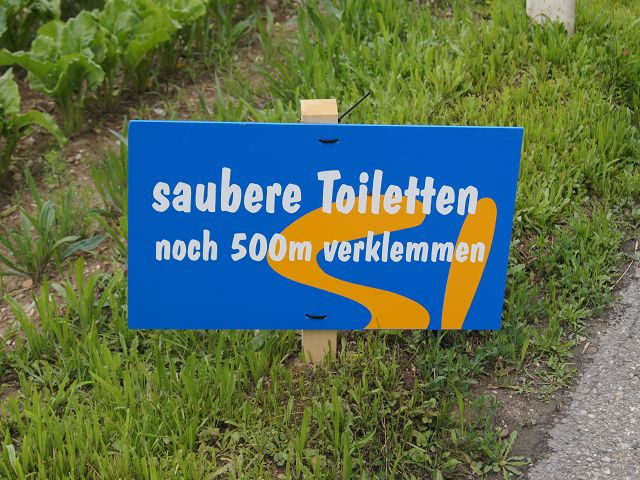 saubere Toiletten
noch 500m verklemmen